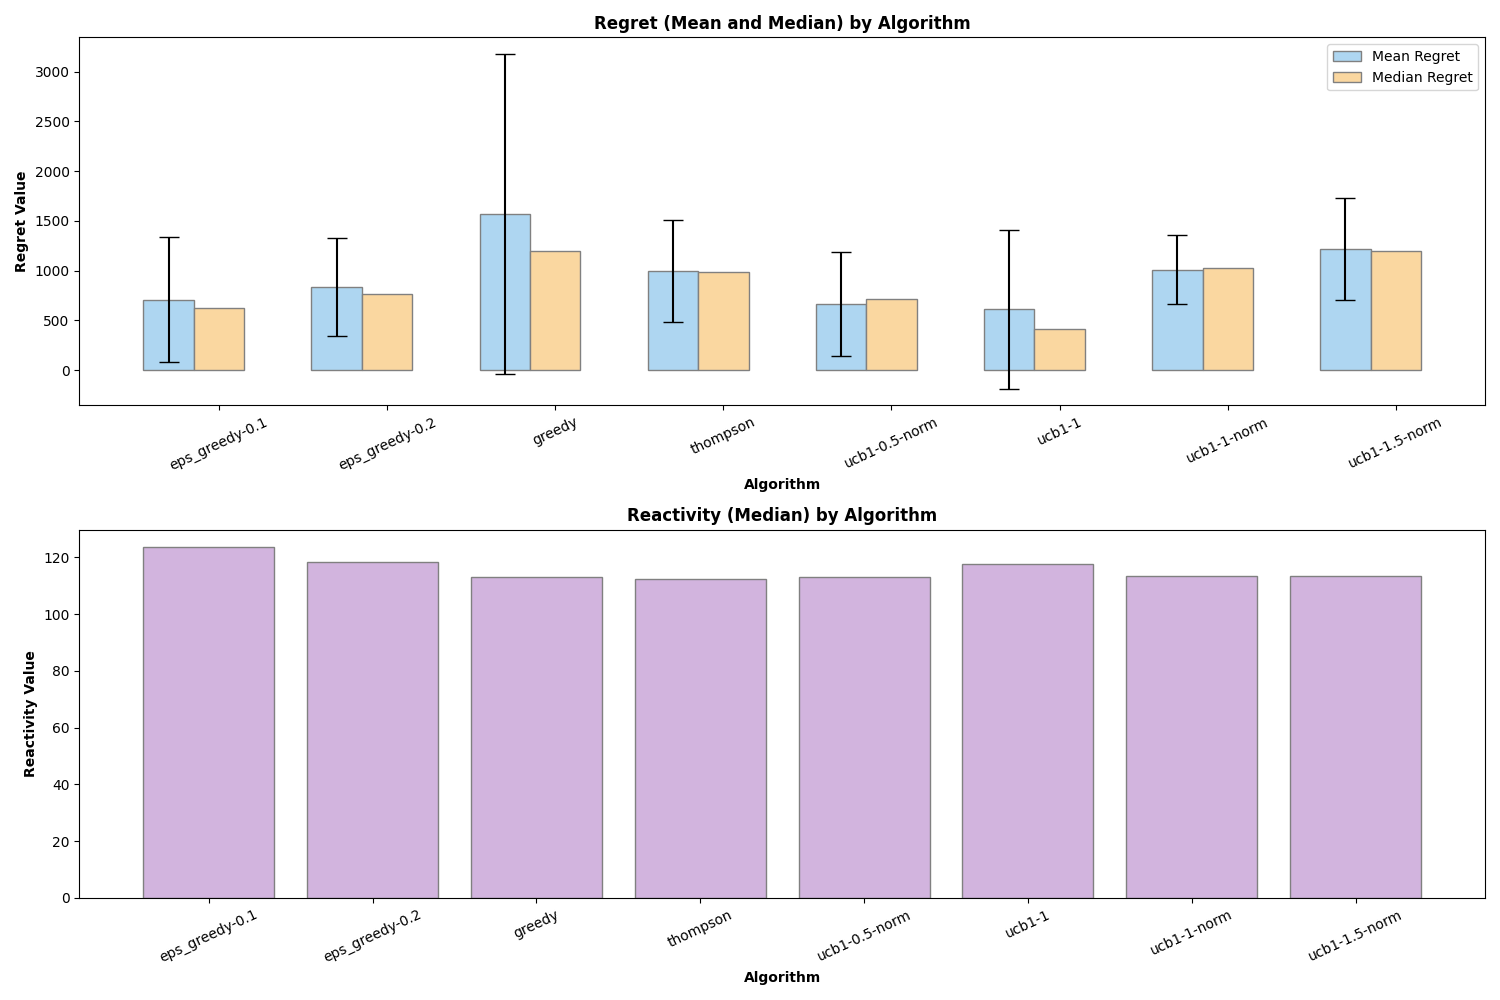 Regret (Mean and Median) by Algorithm
Mean Regret
Median Regret
Regret Value
3000
2500
2000
1500
1000
500
0
eps_greedy-0.1
eps_greedy-0.2
greedy
thompson
ucb1-0.5-norm
ucb1-1
ucb1-1-norm
ucb1-1.5-norm
Algorithm
Reactivity (Median) by Algorithm
Reactivity Value
120
100
80
60
40
20
0
eps_greedy-0.1
eps_greedy-0.2
greedy
thompson
ucb1-0.5-norm
ucb1-1
ucb1-1-norm
ucb1-1.5-norm
Algorithm